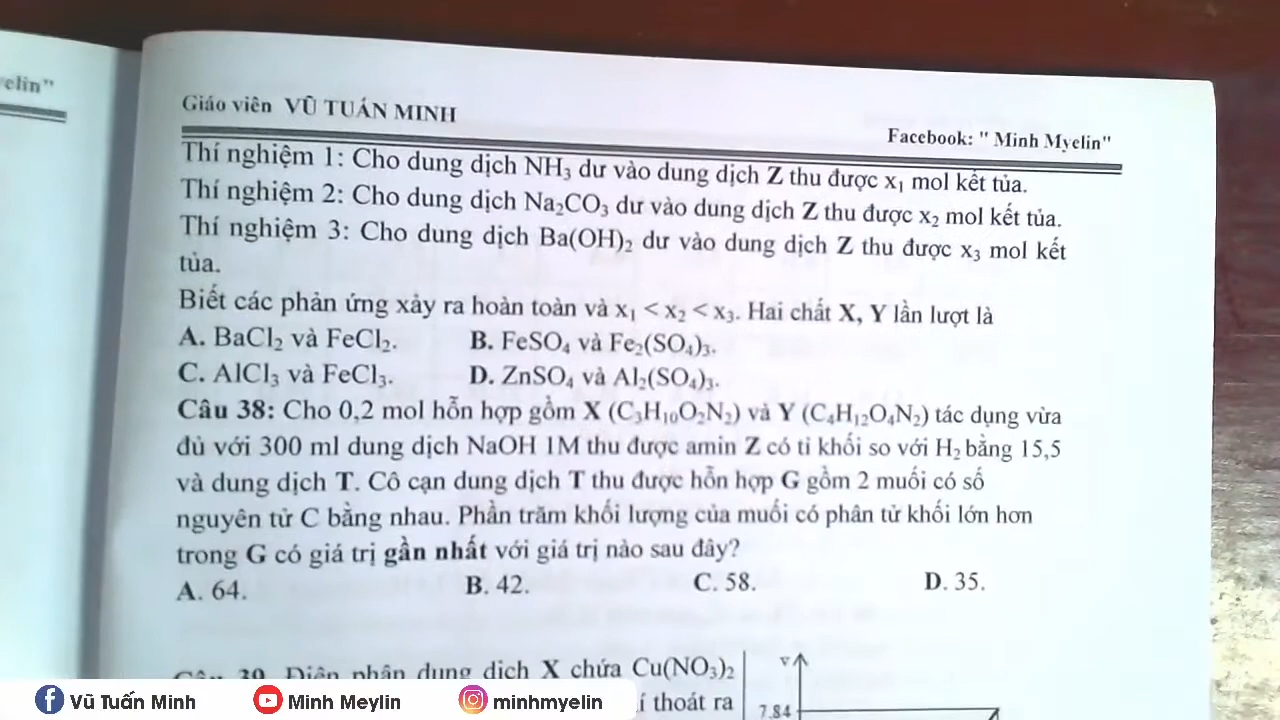 elin"
Giáo viên VŨ TUẤN MINH
Facebook: " Minh Myelin"
Thí nghiệm 1: Cho dung dịch NH₃ dư vào dung dịch Z thu được x₁ mol kết tủa.
Thí nghiệm 2: Cho dung dịch Na₂CO₃ dư vào dung dịch Z thu được x₂ mol kết tủa.
Thí nghiệm 3: Cho dung dịch Ba(OH)₂ dư vào dung dịch Z thu được x₃ mol kết
tủa.
Biết các phản ứng xảy ra hoàn toàn và x₁ < x₂ < x₃. Hai chất X, Y lần lượt là
A. BaCl₂ và FeCl₂. B. FeSO₄ và Fe₂(SO₄)₃.
C. AlCl₃ và FeCl₃. D. ZnSO₄ và Al₂(SO₄)₃.
Câu 38: Cho 0,2 mol hỗn hợp gồm X (C₃H₁₀O₂N₂) và Y (C₄H₁₂O₄N₂) tác dụng vừa
đủ với 300 ml dung dịch NaOH 1M thu được amin Z có tỉ khối so với H₂ bằng 15,5
và dung dịch T. Cô cạn dung dịch T thu được hỗn hợp G gồm 2 muối có số
nguyên tử C bằng nhau. Phần trăm khối lượng của muối có phân tử khối lớn hơn
trong G có giá trị gần nhất với giá trị nào sau đây?
A. 64. B. 42. C. 58. D. 35.
Câu 39. Điện phân dung dịch X chứa Cu(NO₃)₂
í thoát ra
V
7.84
Vũ Tuấn Minh Minh Meylin minhmyelin